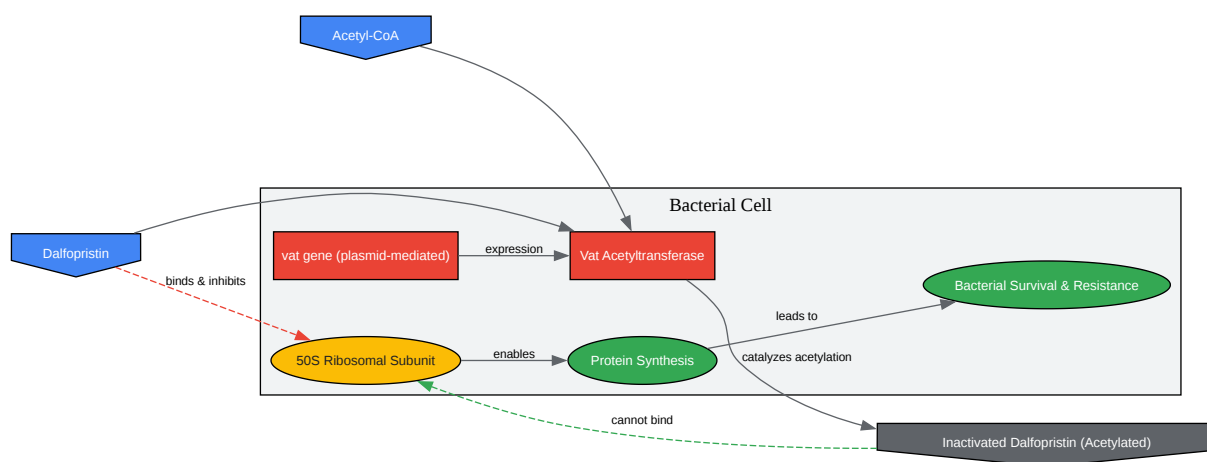 Acetyl-CoA
Bacterial Cell
Dalfopristin
vat gene (plasmid-mediated)
expression
Vat Acetyltransferase
binds & inhibits
Bacterial Survival & Resistance
leads to
50S Ribosomal Subunit
enables
Protein Synthesis
catalyzes acetylation
cannot bind
Inactivated Dalfopristin (Acetylated)